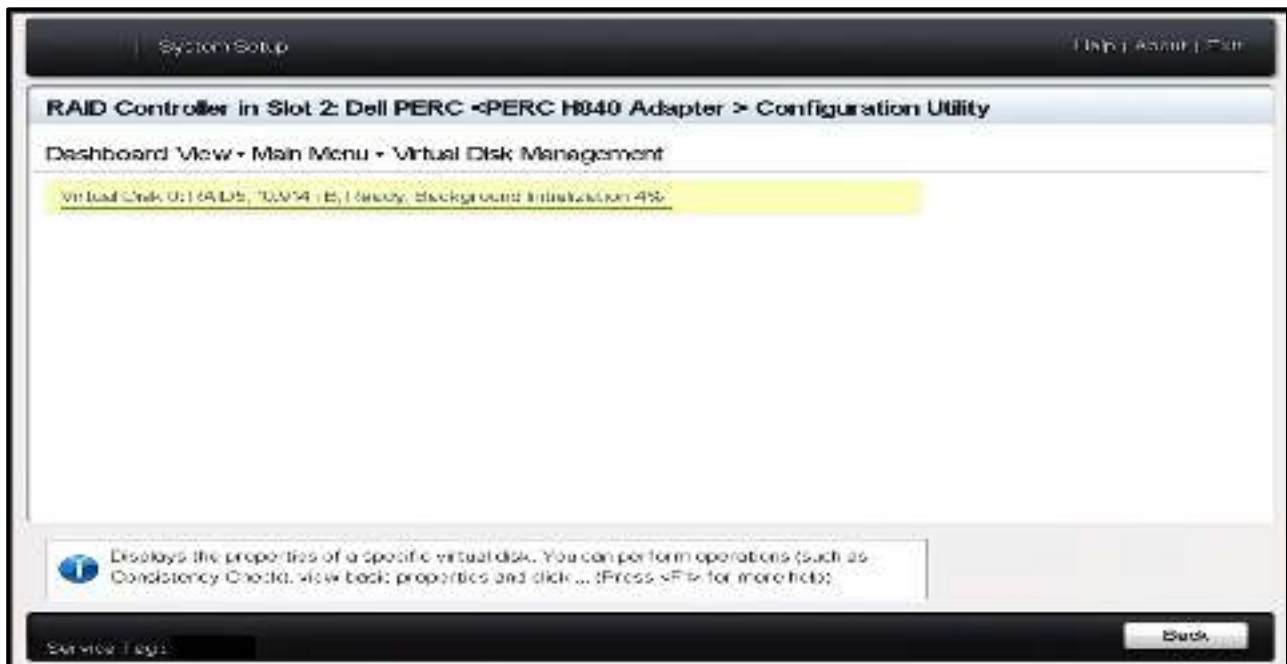 System Setup
Help | About | Exit
RAID Controller in Slot 2: Dell PERC <PERC H840 Adapter > Configuration Utility
Dashboard View • Main Menu • Virtual Disk Management
Virtual Disk 0: RAID5, 10.914 TB, Ready, Background Initialization 4%
Displays the properties of a specific virtual disk. You can perform operations (such as
Consistency Check), view basic properties and click ... (Press <F1> for more help)
Service Tag:
Back